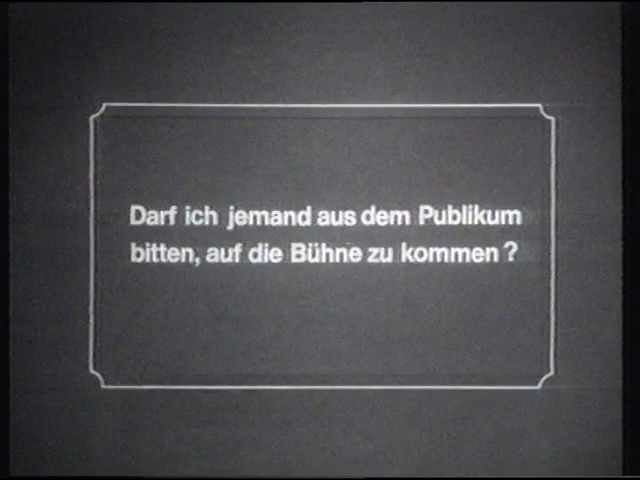 Darf ich jemand aus dem Publikum
bitten, auf die Bühne zu kommen?